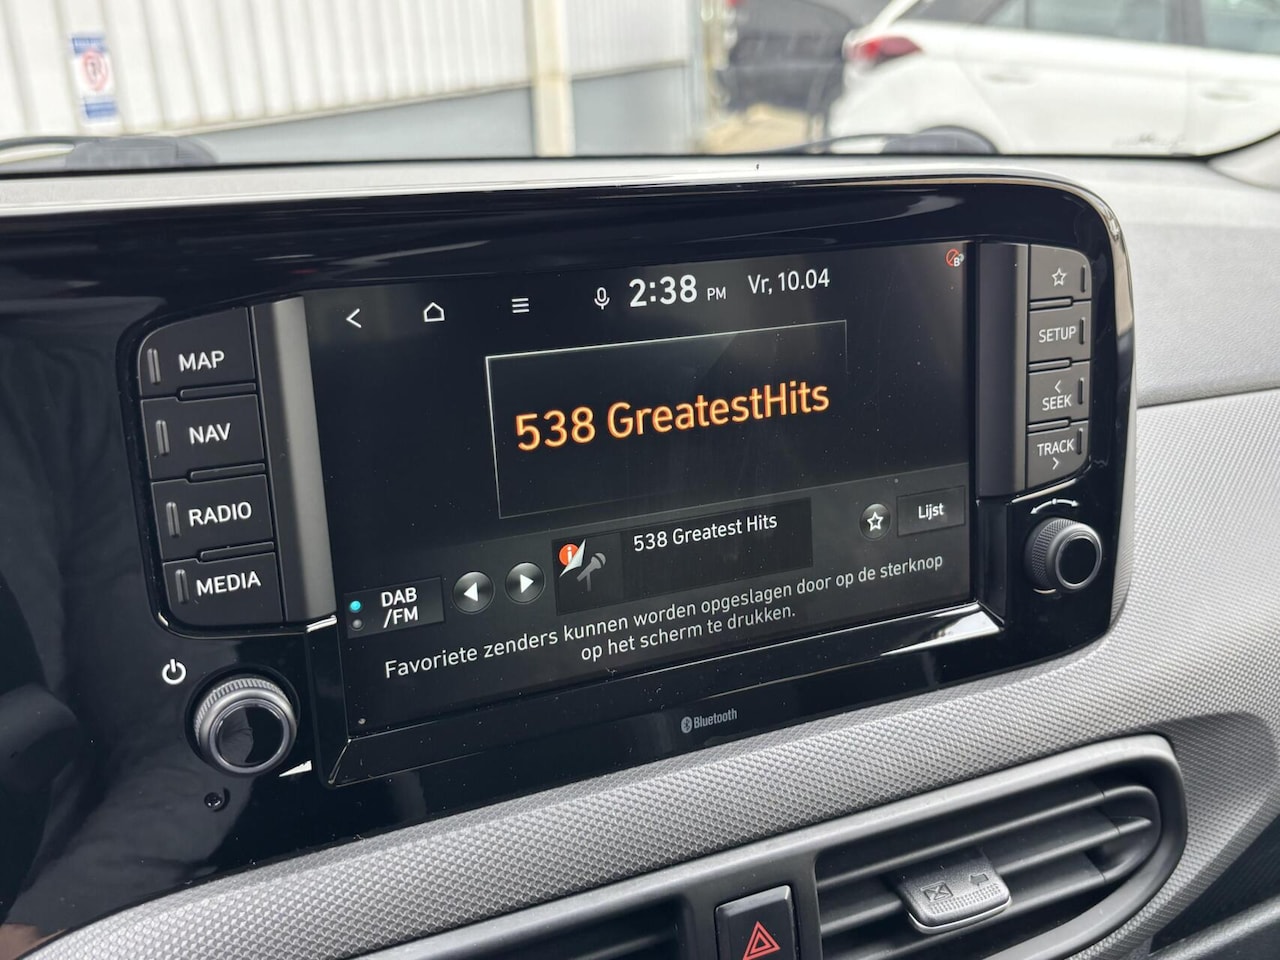 2:38 PM Vr, 10.04
MAP
NAV
RADIO
MEDIA
538 GreatestHits
538 Greatest Hits
Lijst
DAB
/FM
Favoriete zenders kunnen worden opgeslagen door op de sterknop
op het scherm te drukken.
SETUP
<
SEEK
TRACK
>
Bluetooth